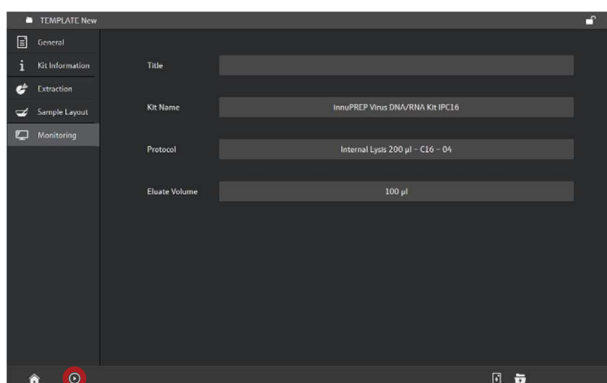 TEMPLATE New
General
Kit Information
Extraction
Sample Layout
Monitoring
Title
Kit Name InnuPREP Virus DNA/RNA Kit IPC16
Protocol Internal Lysis 200 µl - C16 - 04
Eluate Volume 100 µl